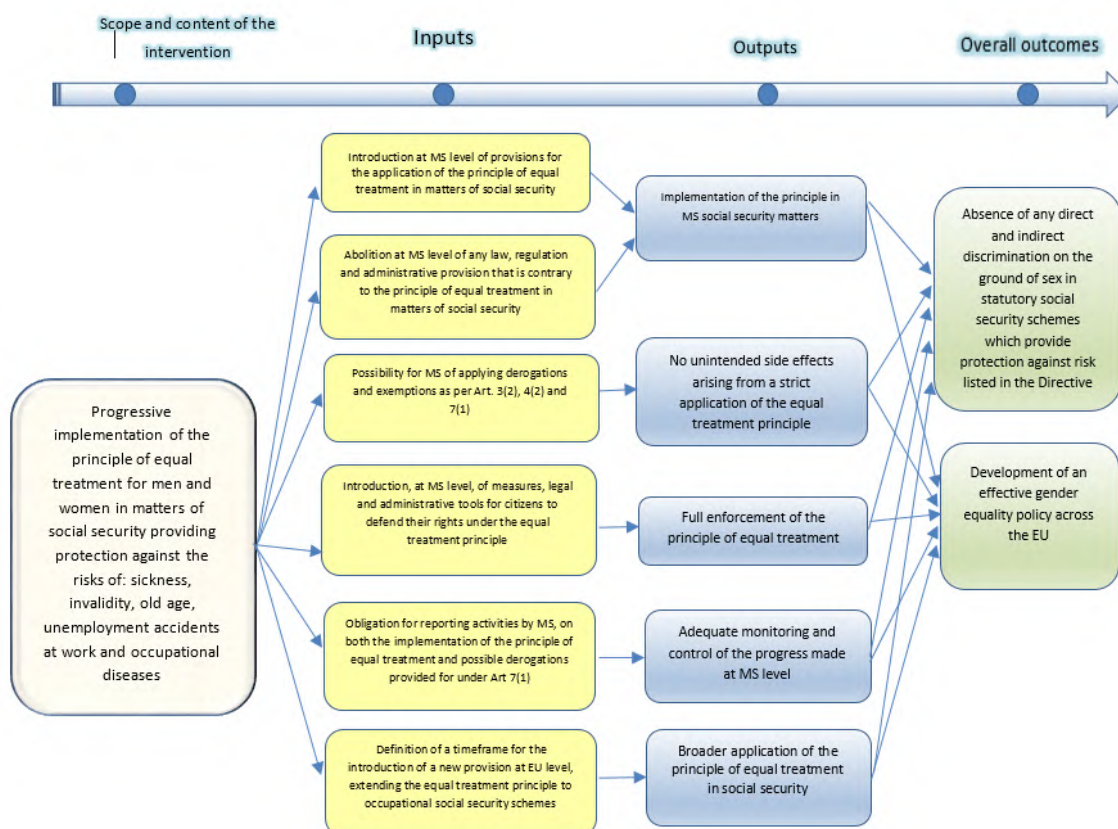 Scope and content of the
intervention
Inputs
Outputs
Overall outcomes
Progressive
implementation of the
principle of equal
treatment for men and
women in matters of
social security providing
protection against the
risks of: sickness,
invalidity, old age,
unemployment accidents
at work and occupational
diseases
Introduction at MS level of provisions for
the application of the principle of equal
treatment in matters of social security
Abolition at MS level of any law, regulation
and administrative provision that is contrary
to the principle of equal treatment in
matters of social security
Possibility for MS of applying derogations
and exemptions as per Art. 3(2), 4(2) and
7(1)
Introduction, at MS level, of measures, legal
and administrative tools for citizens to
defend their rights under the equal
treatment principle
Obligation for reporting activities by MS, on
both the implementation of the principle of
equal treatment and possible derogations
provided for under Art 7(1)
Definition of a timeframe for the
introduction of a new provision at EU level,
extending the equal treatment principle to
occupational social security schemes
Implementation of the principle in
MS social security matters
No unintended side effects
arising from a strict
application of the equal
treatment principle
Full enforcement of the
principle of equal treatment
Adequate monitoring and
control of the progress made
at MS level
Broader application of the
principle of equal treatment
in social security
Absence of any direct
and indirect
discrimination on the
ground of sex in
statutory social
security schemes
which provide
protection against risk
listed in the Directive
Development of an
effective gender
equality policy across
the EU